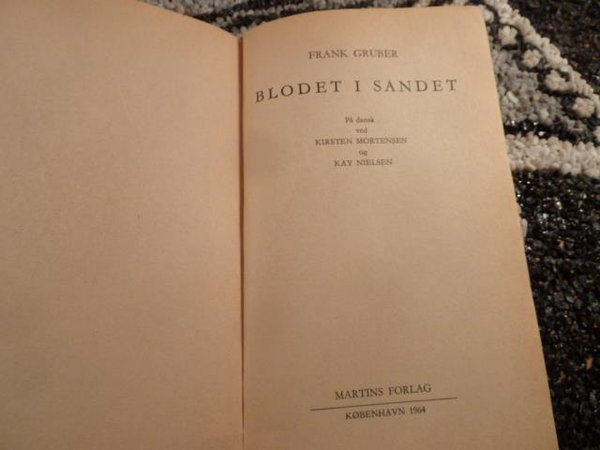 FRANK GRUBER
BLODET I SANDET
På dansk
ved
KIRSTEN MORTENSEN
og
KAY NIELSEN
MARTINS FORLAG
KØBENHAVN 1964